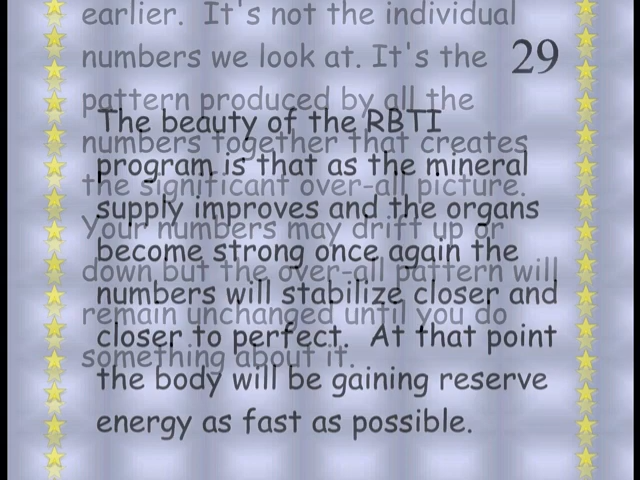 earlier.  It's not the individual
numbers we look at. It's the
pattern produced by all the
numbers together that creates
the significant over-all picture.
Your numbers may drift up or
down but the over-all pattern will
remain unchanged until you do
something about it.
29
The beauty of the RBTI
program is that as the mineral
supply improves and the organs
become strong once again the
numbers will stabilize closer and
closer to perfect.  At that point
the body will be gaining reserve
energy as fast as possible.